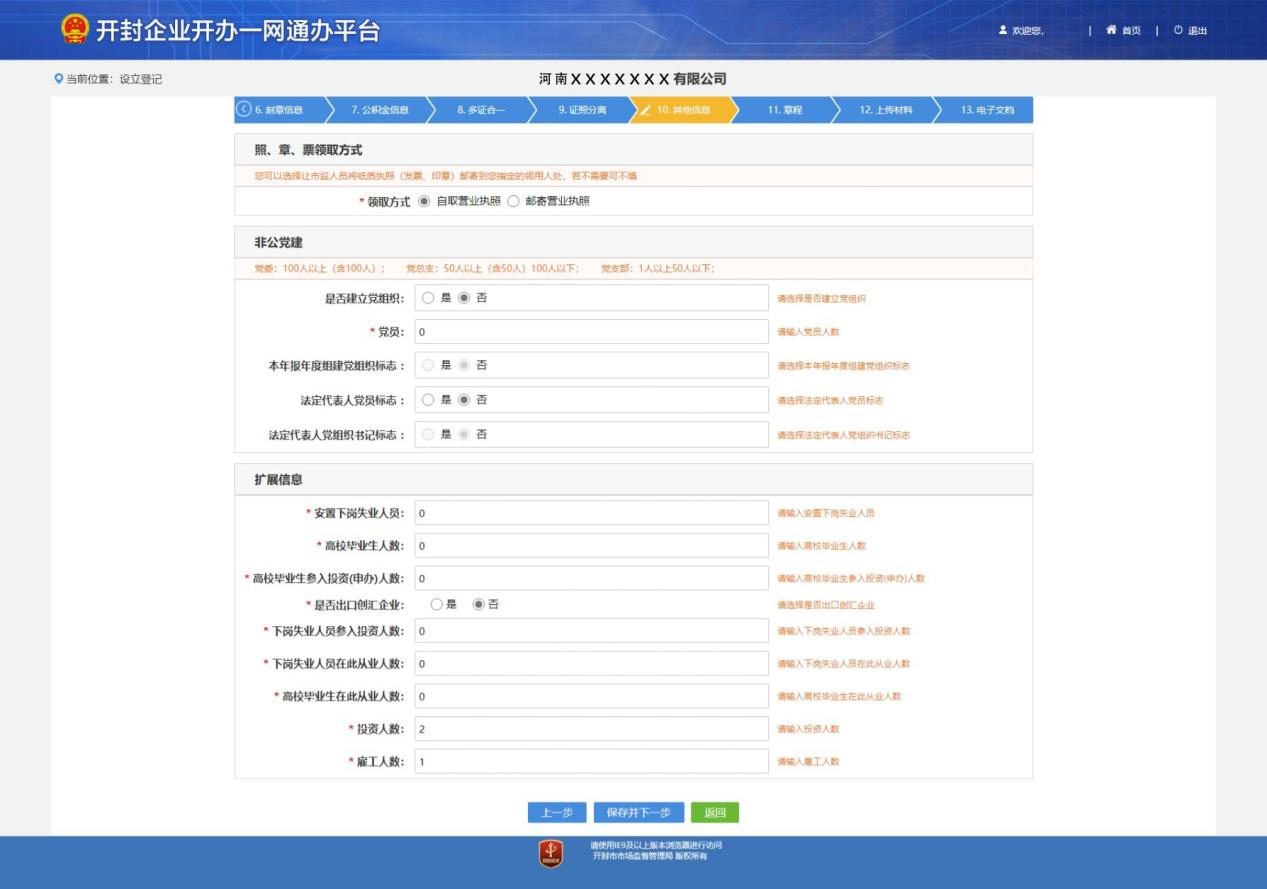 开封企业开办一网通办平台
欢迎您, | 首页 | 退出
当前位置：设立登记
河南XXXXXXX有限公司
6. 刻章信息 7. 公积金信息 8. 多证合一 9. 证照分离 10. 其他信息 11. 章程 12. 上传材料 13. 电子文档
照、章、票领取方式
您可以选择让市监人员将纸质执照（发票、印章）邮寄到您指定的领用人处，若不需要可不填
* 领取方式 自取营业执照 邮寄营业执照
非公党建
党委：100人以上（含100人）； 党总支：50人以上（含50人）100人以下； 党支部：1人以上50人以下；
是否建立党组织： 是 否 请选择是否建立党组织
* 党员： 0 请输入党员人数
本年报年度组建党组织标志： 是 否 请选择本年报年度组建党组织标志
法定代表人党员标志： 是 否 请选择法定代表人党员标志
法定代表人党组织书记标志： 是 否 请选择法定代表人党组织书记标志
扩展信息
* 安置下岗失业人员： 0 请输入安置下岗失业人员
* 高校毕业生人数： 0 请输入高校毕业生人数
* 高校毕业生参入投资(申办)人数： 0 请输入高校毕业生参入投资(申办)人数
* 是否出口创汇企业： 是 否 请选择是否出口创汇企业
* 下岗失业人员参入投资人数： 0 请输入下岗失业人员参入投资人数
* 下岗失业人员在此从业人数： 0 请输入下岗失业人员在此从业人数
* 高校毕业生在此从业人数： 0 请输入高校毕业生在此从业人数
* 投资人数： 2 请输入投资人数
* 雇工人数： 1 请输入雇工人数
上一步 保存并下一步 返回
请使用IE9及以上版本浏览器进行访问
开封市市场监督管理局 版权所有